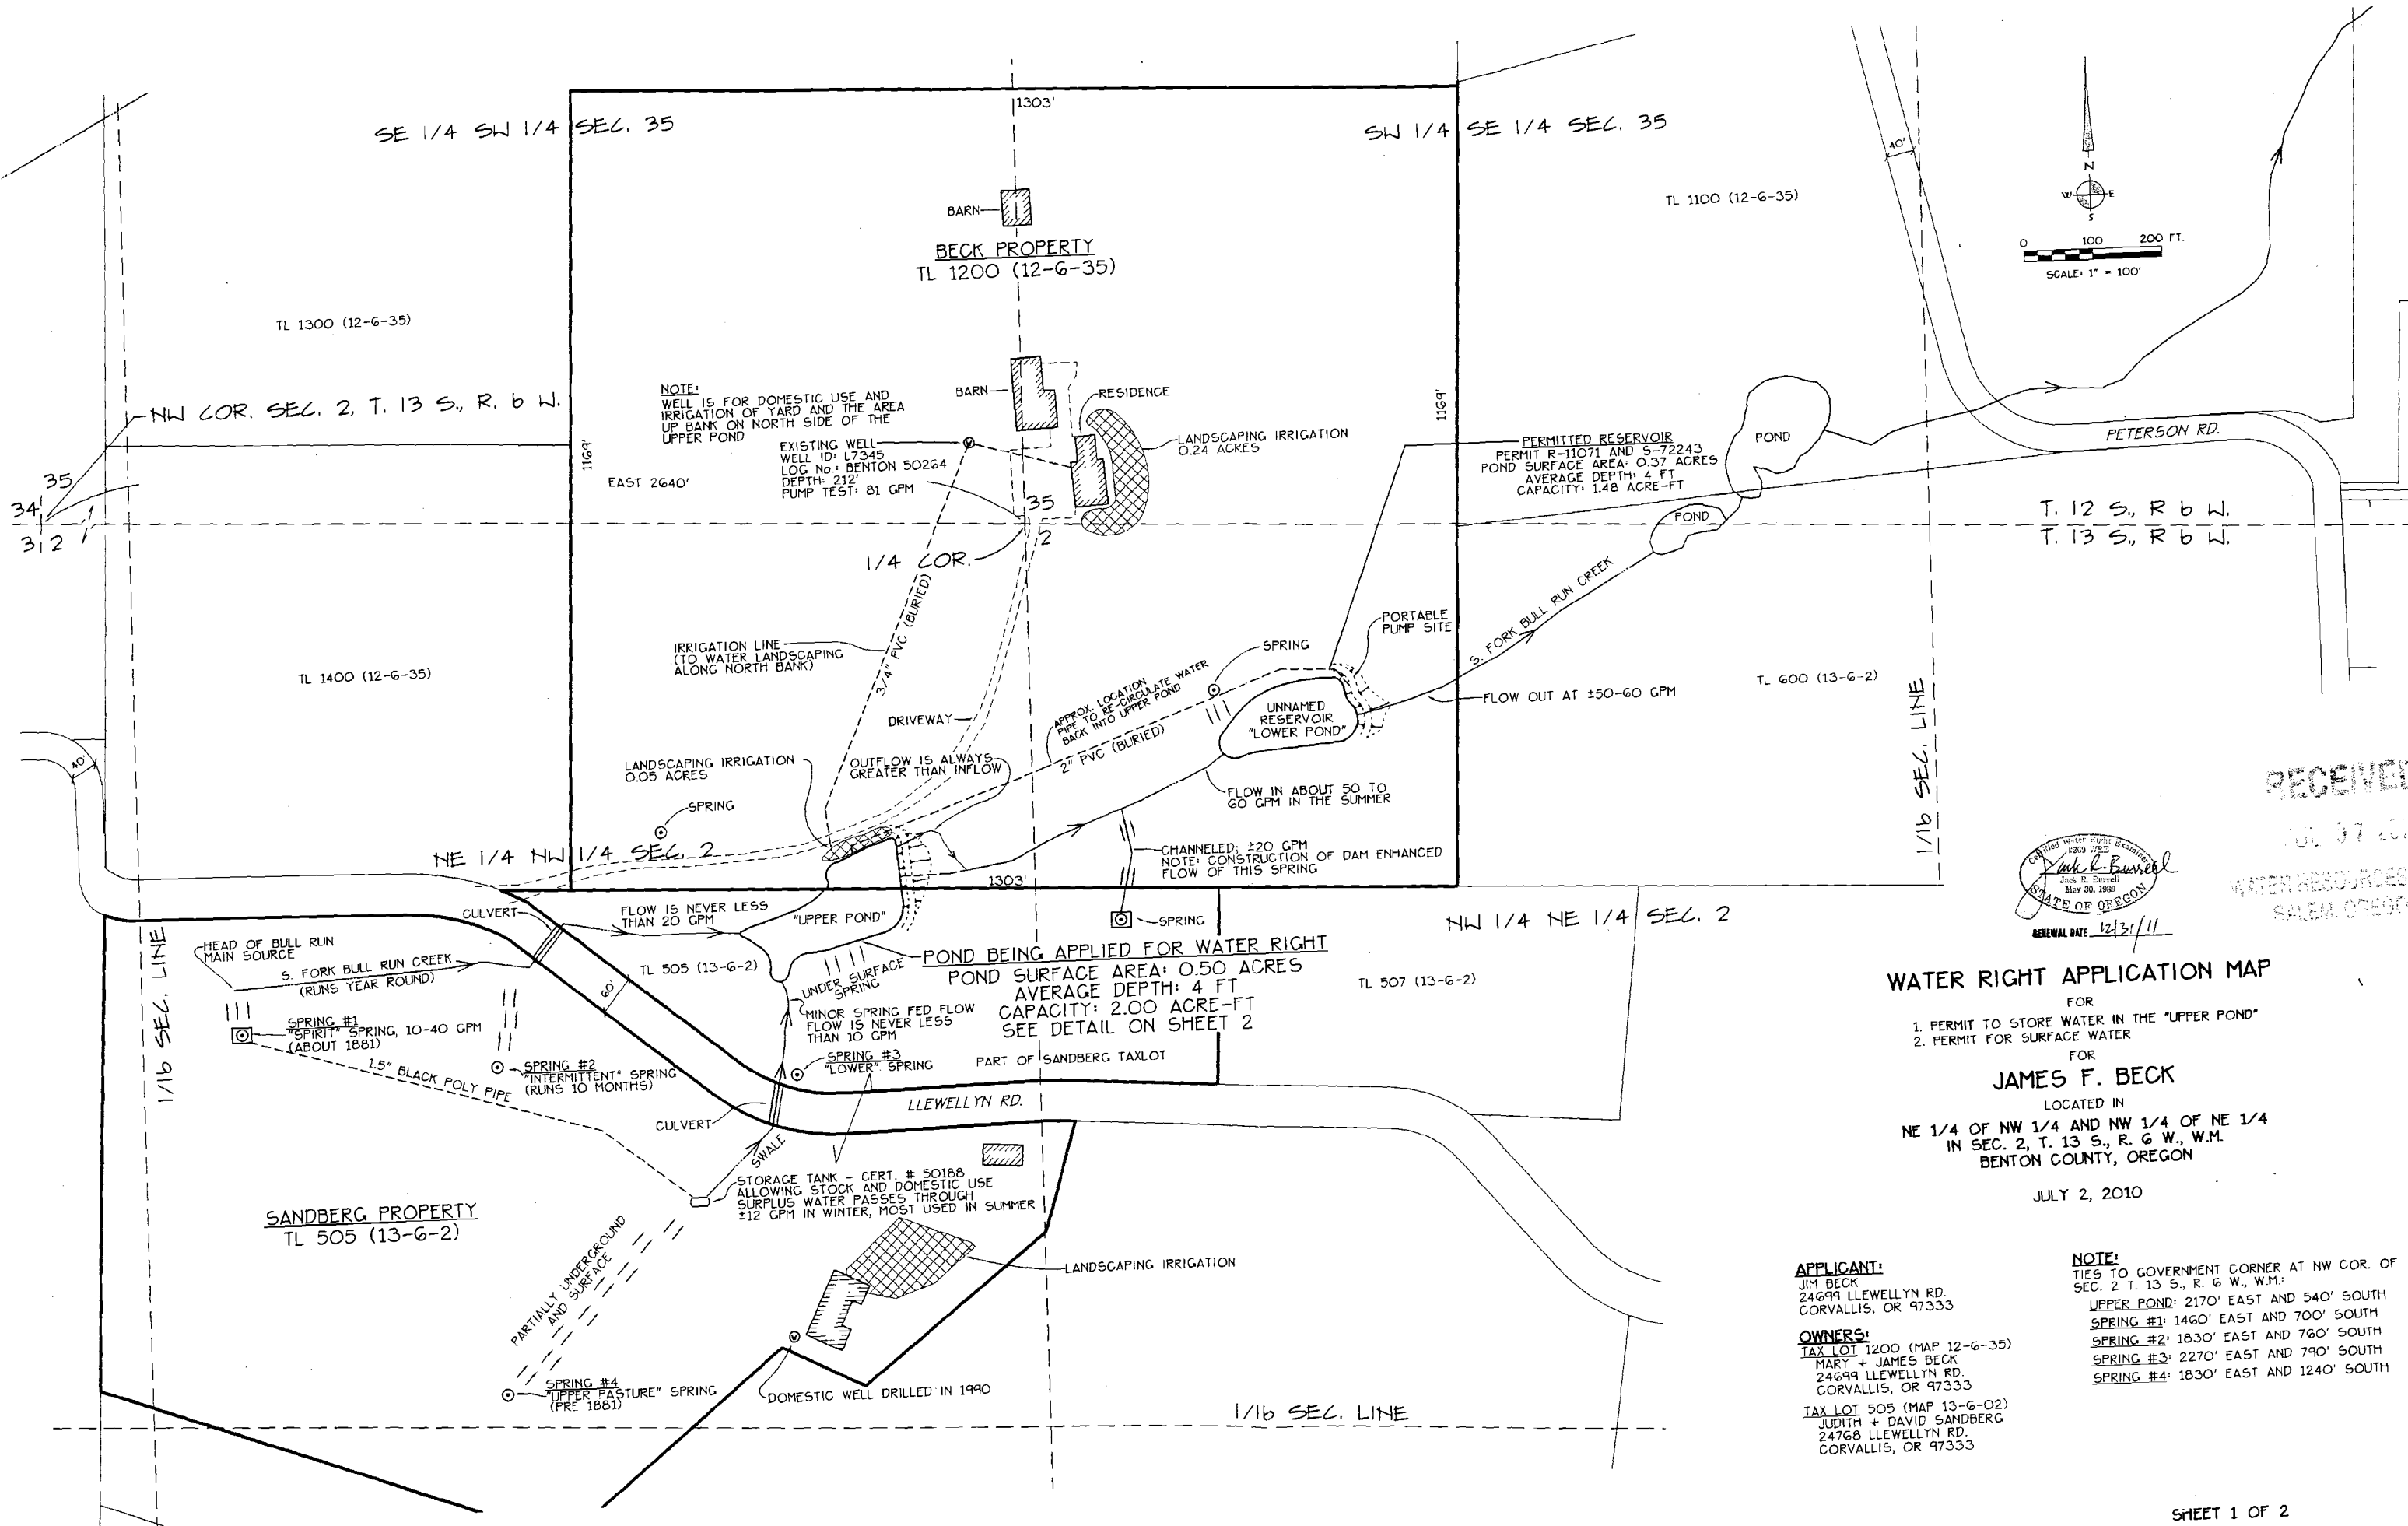 1303'
SE 1/4 SW 1/4 SEC. 35
SW 1/4 SE 1/4 SEC. 35
40'
N
W E
S
TL 1100 (12-6-35)
BARN
BECK PROPERTY
TL 1200 (12-6-35)
0 100 200 FT.
SCALE: 1" = 100'
TL 1300 (12-6-35)
NW COR. SEC. 2, T. 13 S., R. 6 W.
NOTE:
WELL IS FOR DOMESTIC USE AND
IRRIGATION OF YARD AND THE AREA
UP BANK ON NORTH SIDE OF THE
UPPER POND
BARN
RESIDENCE
1169'
1169'
EXISTING WELL
WELL ID: L7345
LOG No.: BENTON 50264
DEPTH: 212'
PUMP TEST: 81 GPM
LANDSCAPING IRRIGATION
0.24 ACRES
PERMITTED RESERVOIR
PERMIT R-11071 AND S-72243
POND SURFACE AREA: 0.37 ACRES
AVERAGE DEPTH: 4 FT
CAPACITY: 1.48 ACRE-FT
POND
PETERSON RD.
EAST 2640'
35
34
3 2
35
2
1/4 COR.
POND
T. 12 S., R 6 W.
T. 13 S., R 6 W.
3/4" PVC (BURIED)
IRRIGATION LINE
(TO WATER LANDSCAPING
ALONG NORTH BANK)
TL 1400 (12-6-35)
DRIVEWAY
APPROX. LOCATION
PIPE TO RE-CIRCULATE WATER
BACK INTO UPPER POND
2" PVC (BURIED)
SPRING
PORTABLE
PUMP SITE
S. FORK BULL RUN CREEK
UNNAMED
RESERVOIR
"LOWER POND"
FLOW OUT AT ±50-60 GPM
TL 600 (13-6-2)
1/16 SEC. LINE
40'
LANDSCAPING IRRIGATION
0.05 ACRES
OUTFLOW IS ALWAYS
GREATER THAN INFLOW
SPRING
FLOW IN ABOUT 50 TO
60 GPM IN THE SUMMER
NE 1/4 NW 1/4 SEC. 2
CHANNELED; ±20 GPM
NOTE: CONSTRUCTION OF DAM ENHANCED
FLOW OF THIS SPRING
1303'
RECEIVED
WATER RESOURCES
SALEM, OREGON
Certified Water Right Examiner
Jack R. Burrell
Jack R. Burrell
May 30, 1989
STATE OF OREGON
RENEWAL DATE 12/31/11
CULVERT
FLOW IS NEVER LESS
THAN 20 GPM
"UPPER POND"
SPRING
NW 1/4 NE 1/4 SEC. 2
1/16 SEC. LINE
HEAD OF BULL RUN
MAIN SOURCE
S. FORK BULL RUN CREEK
(RUNS YEAR ROUND)
TL 505 (13-6-2)
60'
UNDER SURFACE
SPRING
POND BEING APPLIED FOR WATER RIGHT
POND SURFACE AREA: 0.50 ACRES
AVERAGE DEPTH: 4 FT
CAPACITY: 2.00 ACRE-FT
SEE DETAIL ON SHEET 2
TL 507 (13-6-2)
MINOR SPRING FED FLOW
FLOW IS NEVER LESS
THAN 10 GPM
SPRING #1
"SPIRIT" SPRING, 10-40 GPM
(ABOUT 1881)
1.5" BLACK POLY PIPE
SPRING #2
"INTERMITTENT" SPRING
(RUNS 10 MONTHS)
SPRING #3
"LOWER" SPRING
PART OF SANDBERG TAXLOT
LLEWELLYN RD.
CULVERT
SWALE
STORAGE TANK - CERT. # 50188
ALLOWING STOCK AND DOMESTIC USE
SURPLUS WATER PASSES THROUGH
±12 GPM IN WINTER, MOST USED IN SUMMER
SANDBERG PROPERTY
TL 505 (13-6-2)
PARTIALLY UNDERGROUND
AND SURFACE
LANDSCAPING IRRIGATION
SPRING #4
"UPPER PASTURE" SPRING
(PRE 1881)
DOMESTIC WELL DRILLED IN 1990
1/16 SEC. LINE
WATER RIGHT APPLICATION MAP
FOR
1. PERMIT TO STORE WATER IN THE "UPPER POND"
2. PERMIT FOR SURFACE WATER
FOR
JAMES F. BECK
LOCATED IN
NE 1/4 OF NW 1/4 AND NW 1/4 OF NE 1/4
IN SEC. 2, T. 13 S., R. 6 W., W.M.
BENTON COUNTY, OREGON
JULY 2, 2010
APPLICANT:
JIM BECK
24699 LLEWELLYN RD.
CORVALLIS, OR 97333
OWNERS:
TAX LOT 1200 (MAP 12-6-35)
MARY + JAMES BECK
24699 LLEWELLYN RD.
CORVALLIS, OR 97333
TAX LOT 505 (MAP 13-6-02)
JUDITH + DAVID SANDBERG
24768 LLEWELLYN RD.
CORVALLIS, OR 97333
NOTE:
TIES TO GOVERNMENT CORNER AT NW COR. OF
SEC. 2 T. 13 S., R. 6 W., W.M.:
UPPER POND: 2170' EAST AND 540' SOUTH
SPRING #1: 1460' EAST AND 700' SOUTH
SPRING #2: 1830' EAST AND 760' SOUTH
SPRING #3: 2270' EAST AND 790' SOUTH
SPRING #4: 1830' EAST AND 1240' SOUTH
SHEET 1 OF 2